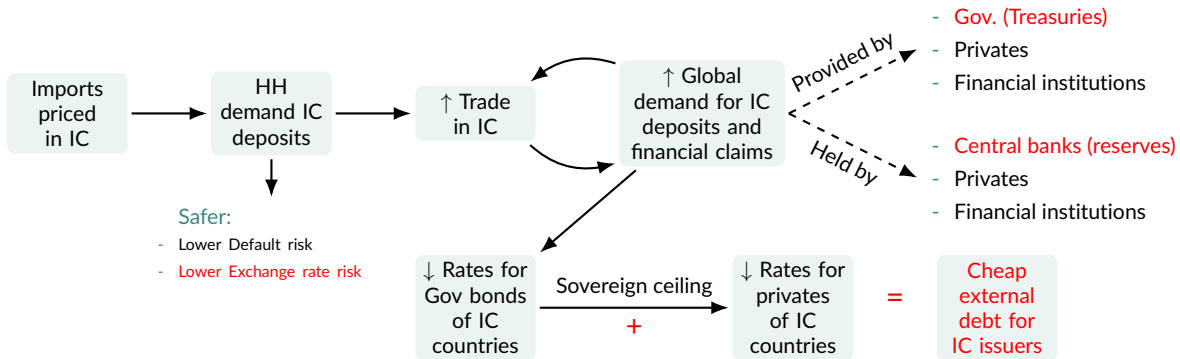 Imports
priced
in IC
HH
demand IC
deposits
↑ Trade
in IC
↑ Global
demand for IC
deposits and
financial claims
Provided by
- Gov. (Treasuries)
- Privates
- Financial institutions
Held by
- Central banks (reserves)
- Privates
- Financial institutions
Safer:
- Lower Default risk
- Lower Exchange rate risk
↓ Rates for
Gov bonds
of IC
countries
Sovereign ceiling
+
↓ Rates for
privates
of IC
countries
=
Cheap
external
debt for
IC issuers